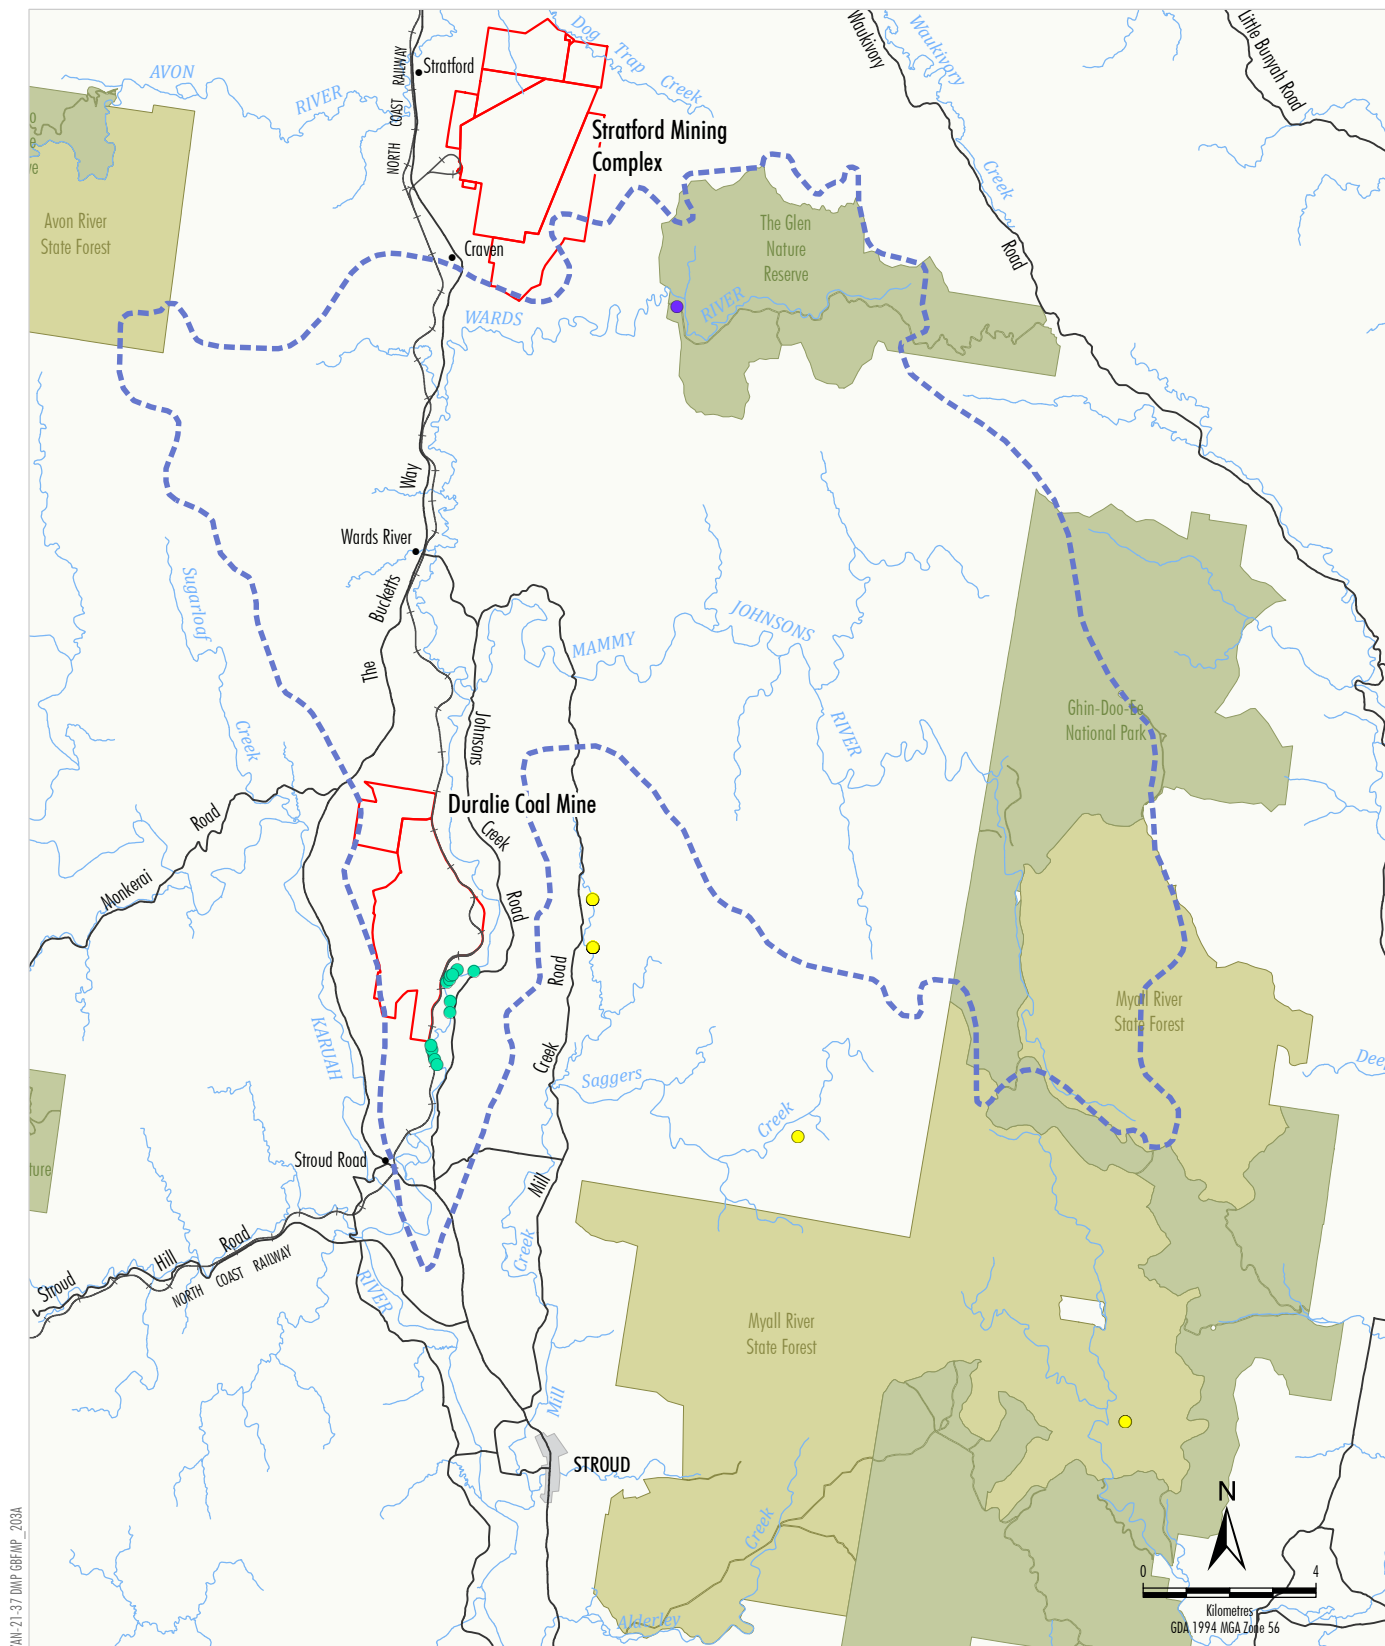 Dog Trap Creek
Waukivory
Waukivory
Little Bunyah Road
AVON
RIVER
NORTH COAST RAILWAY
Stratford
Stratford Mining
Complex
Creek
Road
Avon River
State Forest
The Glen
Nature
Reserve
Craven
WARDS
RIVER
Way
Wards River
Bucketts
The
Sugarloaf
Creek
MAMMY
JOHNSONS
RIVER
Johnsons
Creek
Road
Ghin-Doo-Ee
National Park
Duralie Coal Mine
Road
Monkerai
Road
Creek
Mill
Myall River
State Forest
KARUAH
RIVER
Saggers
Creek
Stroud Road
Creek
Mill
Stroud
Hill
Road
NORTH COAST RAILWAY
Myall River
State Forest
STROUD
Creek
Alderley
ture
N
0 4
Kilometres
GDA 1994 MGA Zone 56